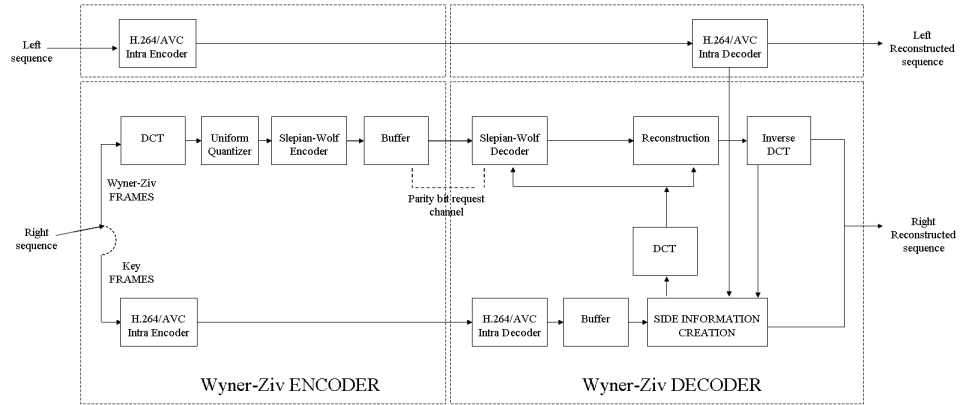 Left
sequence
H.264/AVC
Intra Encoder
H.264/AVC
Intra Decoder
Left
Reconstructed
sequence
DCT
Uniform
Quantizer
Slepian-Wolf
Encoder
Buffer
Slepian-Wolf
Decoder
Reconstruction
Inverse
DCT
Wyner-Ziv
FRAMES
Parity bit request
channel
Right
sequence
Right
Reconstructed
sequence
DCT
Key
FRAMES
H.264/AVC
Intra Encoder
H.264/AVC
Intra Decoder
Buffer
SIDE INFORMATION
CREATION
Wyner-Ziv ENCODER
Wyner-Ziv DECODER